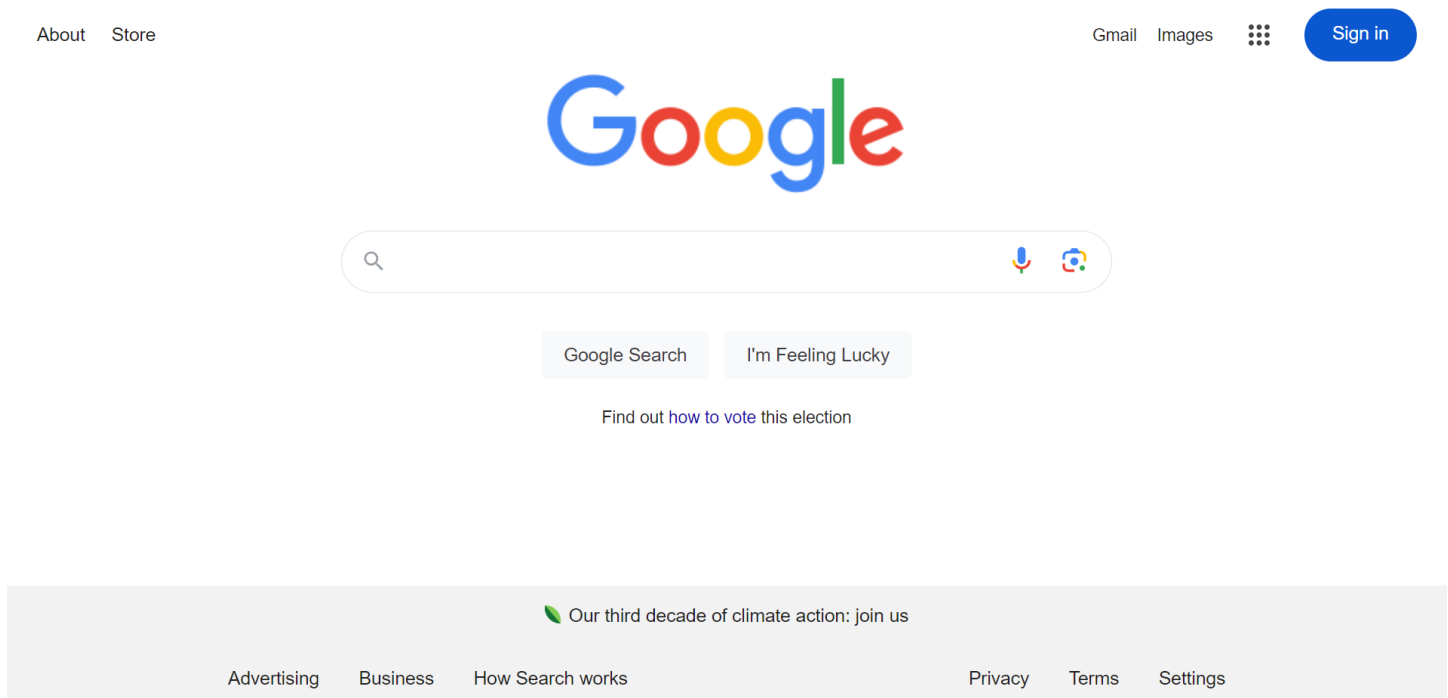 About Store Gmail Images Sign in
Google
Google Search I'm Feeling Lucky
Find out how to vote this election
Our third decade of climate action: join us
Advertising Business How Search works Privacy Terms Settings